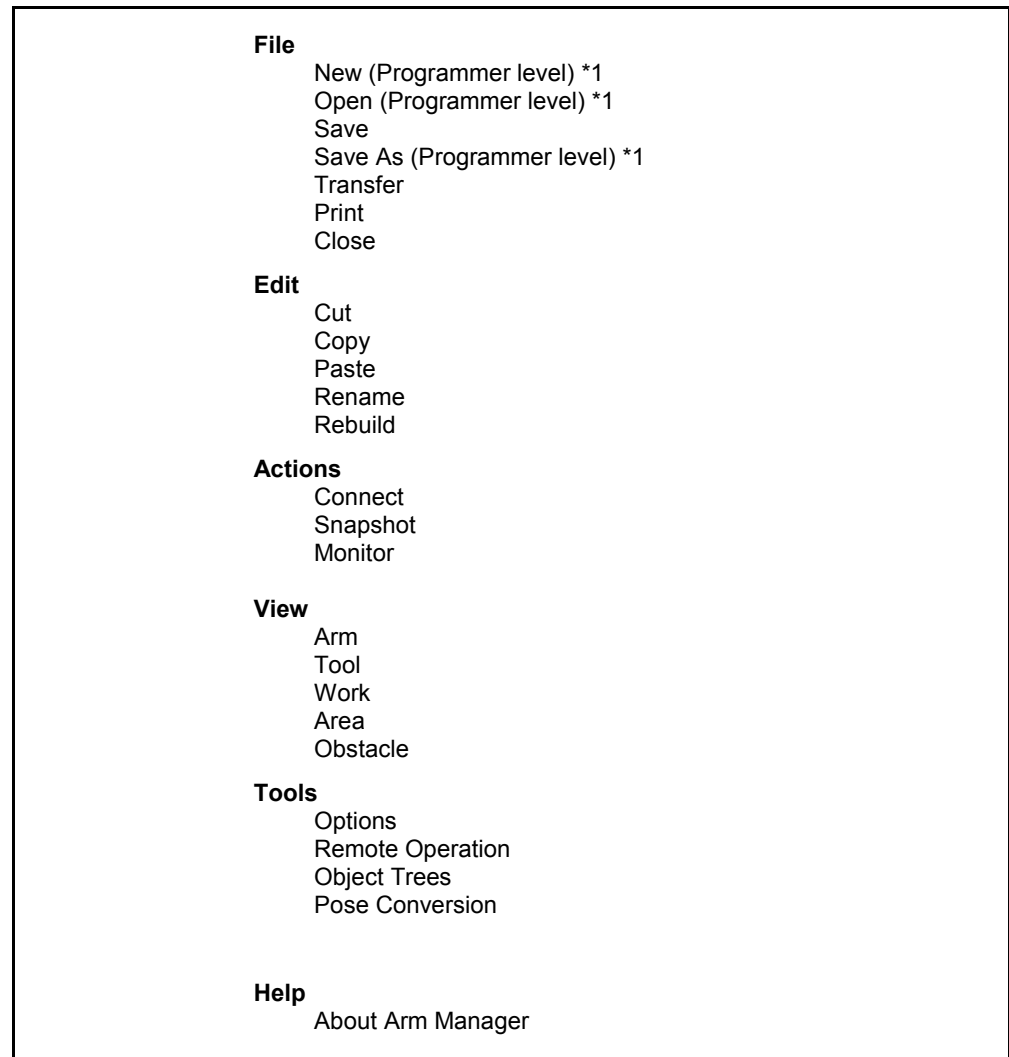 File
New (Programmer level) *1
Open (Programmer level) *1
Save
Save As (Programmer level) *1
Transfer
Print
Close
Edit
Cut
Copy
Paste
Rename
Rebuild
Actions
Connect
Snapshot
Monitor
View
Arm
Tool
Work
Area
Obstacle
Tools
Options
Remote Operation
Object Trees
Pose Conversion
Help
About Arm Manager